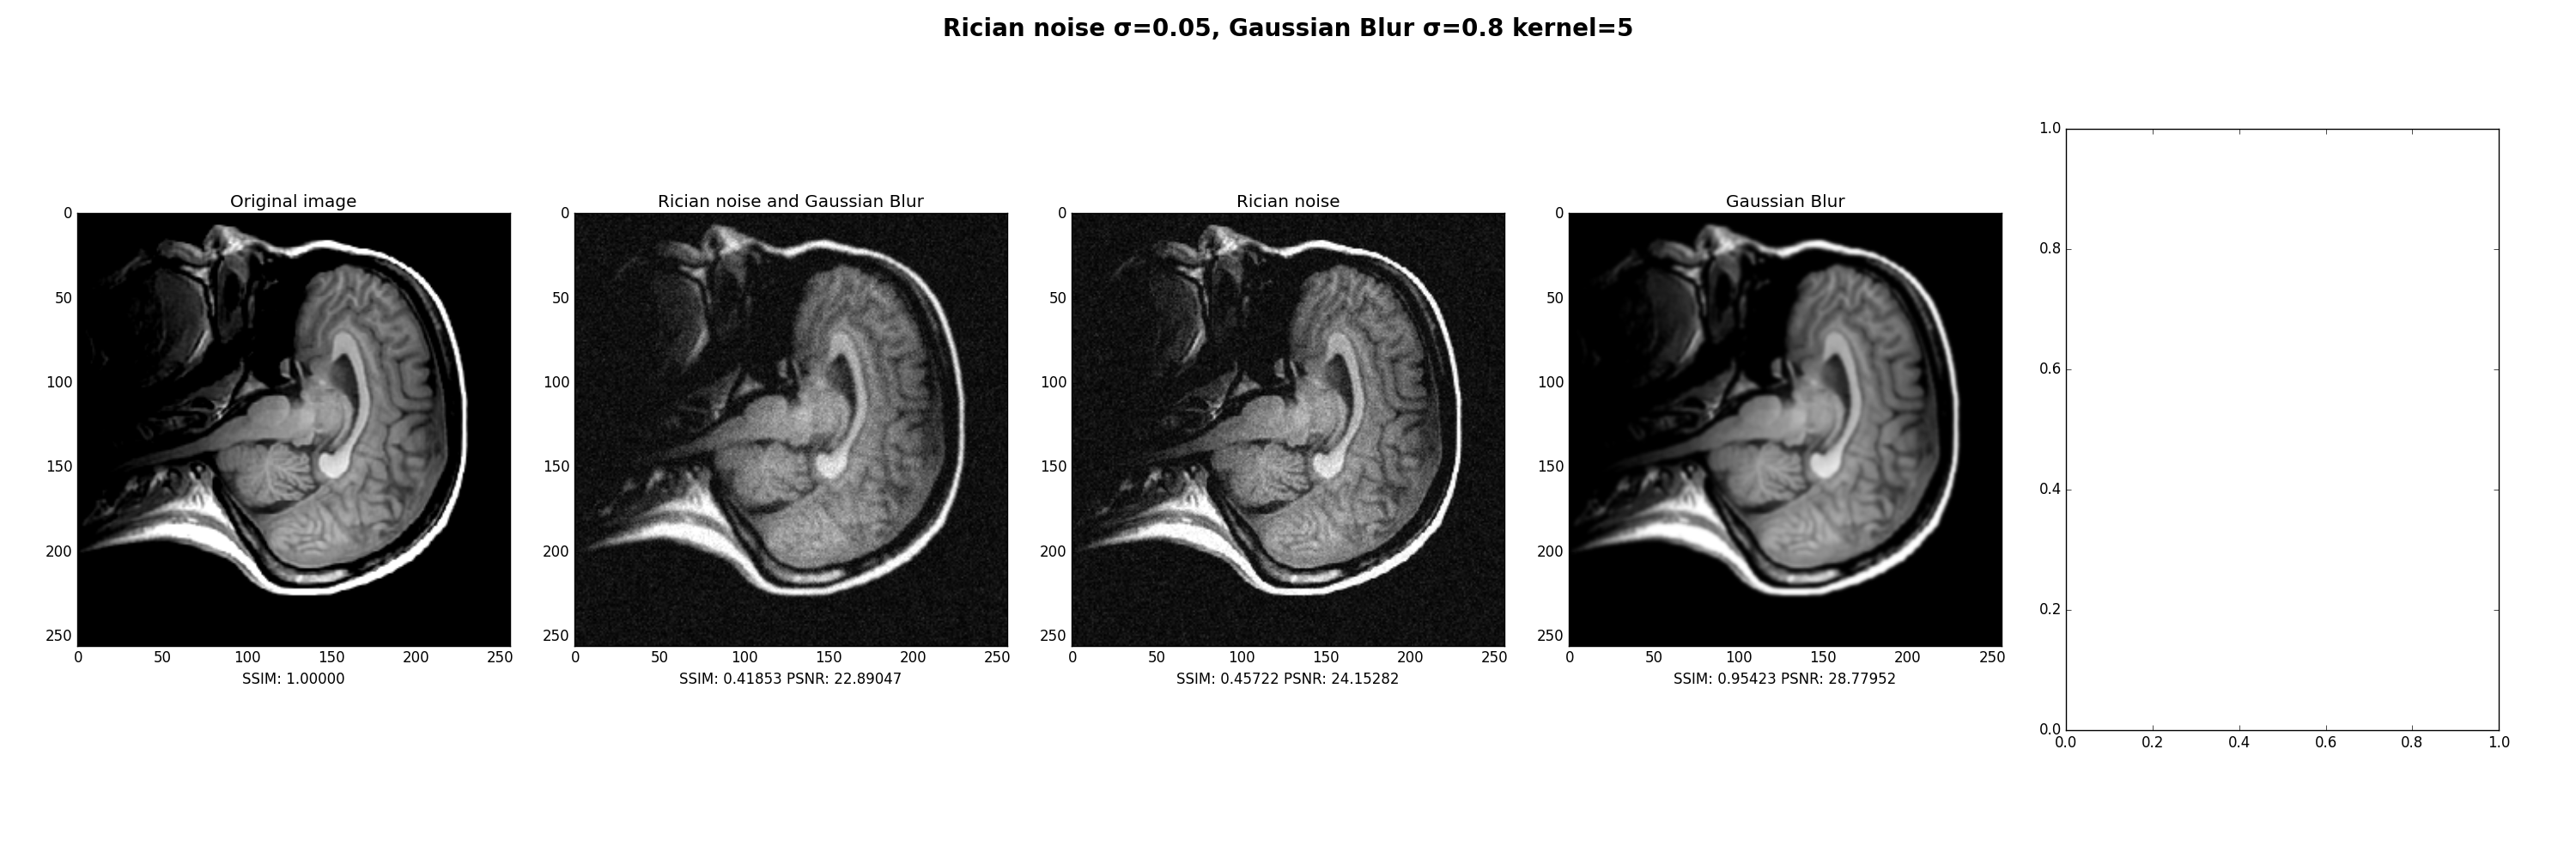 Rician noise σ=0.05, Gaussian Blur σ=0.8 kernel=5
Original image
0
50
100
150
200
250
0 50 100 150 200 250
SSIM: 1.00000
Rician noise and Gaussian Blur
0
50
100
150
200
250
0 50 100 150 200 250
SSIM: 0.41853 PSNR: 22.89047
Rician noise
0
50
100
150
200
250
0 50 100 150 200 250
SSIM: 0.45722 PSNR: 24.15282
Gaussian Blur
0
50
100
150
200
250
0 50 100 150 200 250
SSIM: 0.95423 PSNR: 28.77952
1.0
0.8
0.6
0.4
0.2
0.0
0.0 0.2 0.4 0.6 0.8 1.0